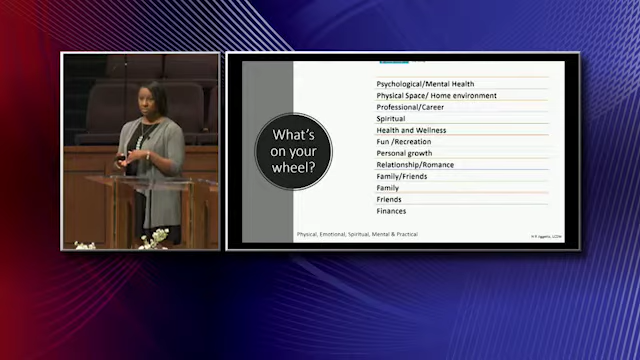 What's
on your
wheel?
Psychological/Mental Health
Physical Space/ Home environment
Professional/Career
Spiritual
Health and Wellness
Fun /Recreation
Personal growth
Relationship/Romance
Family/Friends
Family
Friends
Finances
Physical, Emotional, Spiritual, Mental & Practical